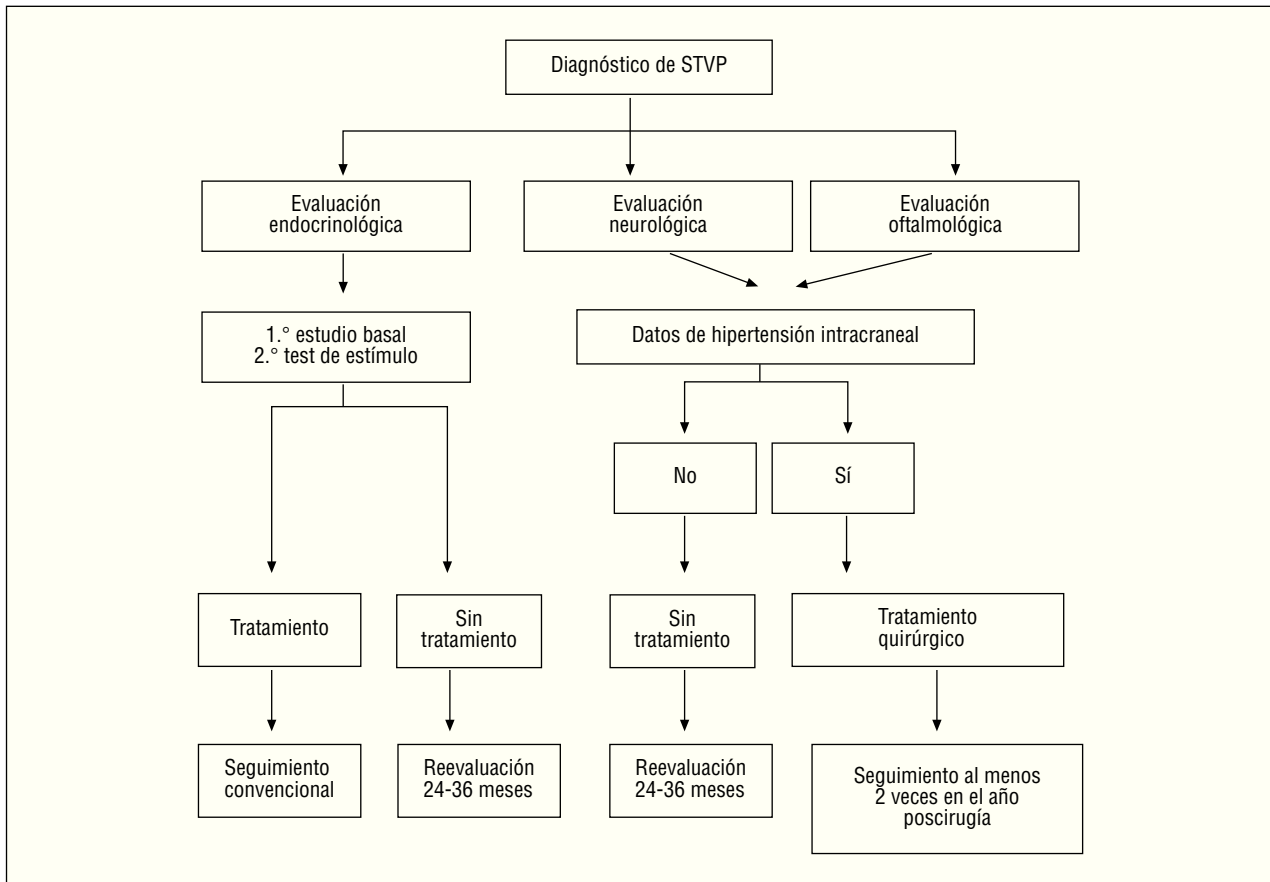 Diagnóstico de STVP
Evaluación
endocrinológica
Evaluación
neurológica
Evaluación
oftalmológica
1.° estudio basal
2.° test de estímulo
Datos de hipertensión intracraneal
No
Sí
Tratamiento
Sin
tratamiento
Sin
tratamiento
Tratamiento
quirúrgico
Seguimiento
convencional
Reevaluación
24-36 meses
Reevaluación
24-36 meses
Seguimiento al menos
2 veces en el año
poscirugía